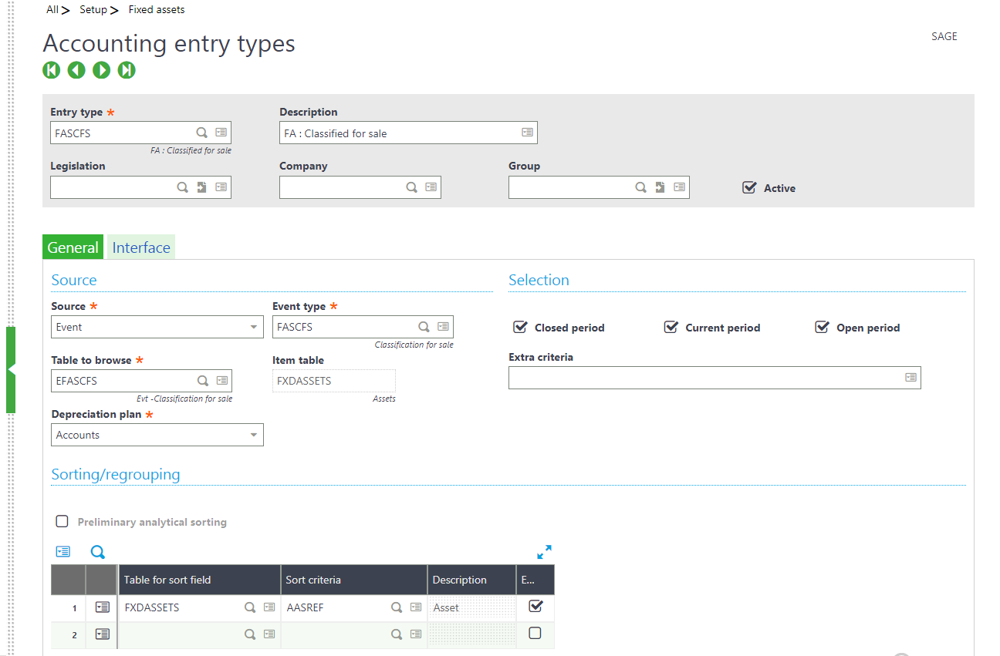 All > Setup > Fixed assets
Accounting entry types
SAGE
Entry type * Description
FASCFS FA : Classified for sale
FA : Classified for sale
Legislation Company Group
Active
General Interface
Source Selection
Source * Event type *
Event FASCFS Closed period Current period Open period
Classification for sale
Table to browse * Item table Extra criteria
EFASCFS FXDASSETS
Evt -Classification for sale Assets
Depreciation plan *
Accounts
Sorting/regrouping
Preliminary analytical sorting
Table for sort field Sort criteria Description E...
1 FXDASSETS AASREF Asset
2